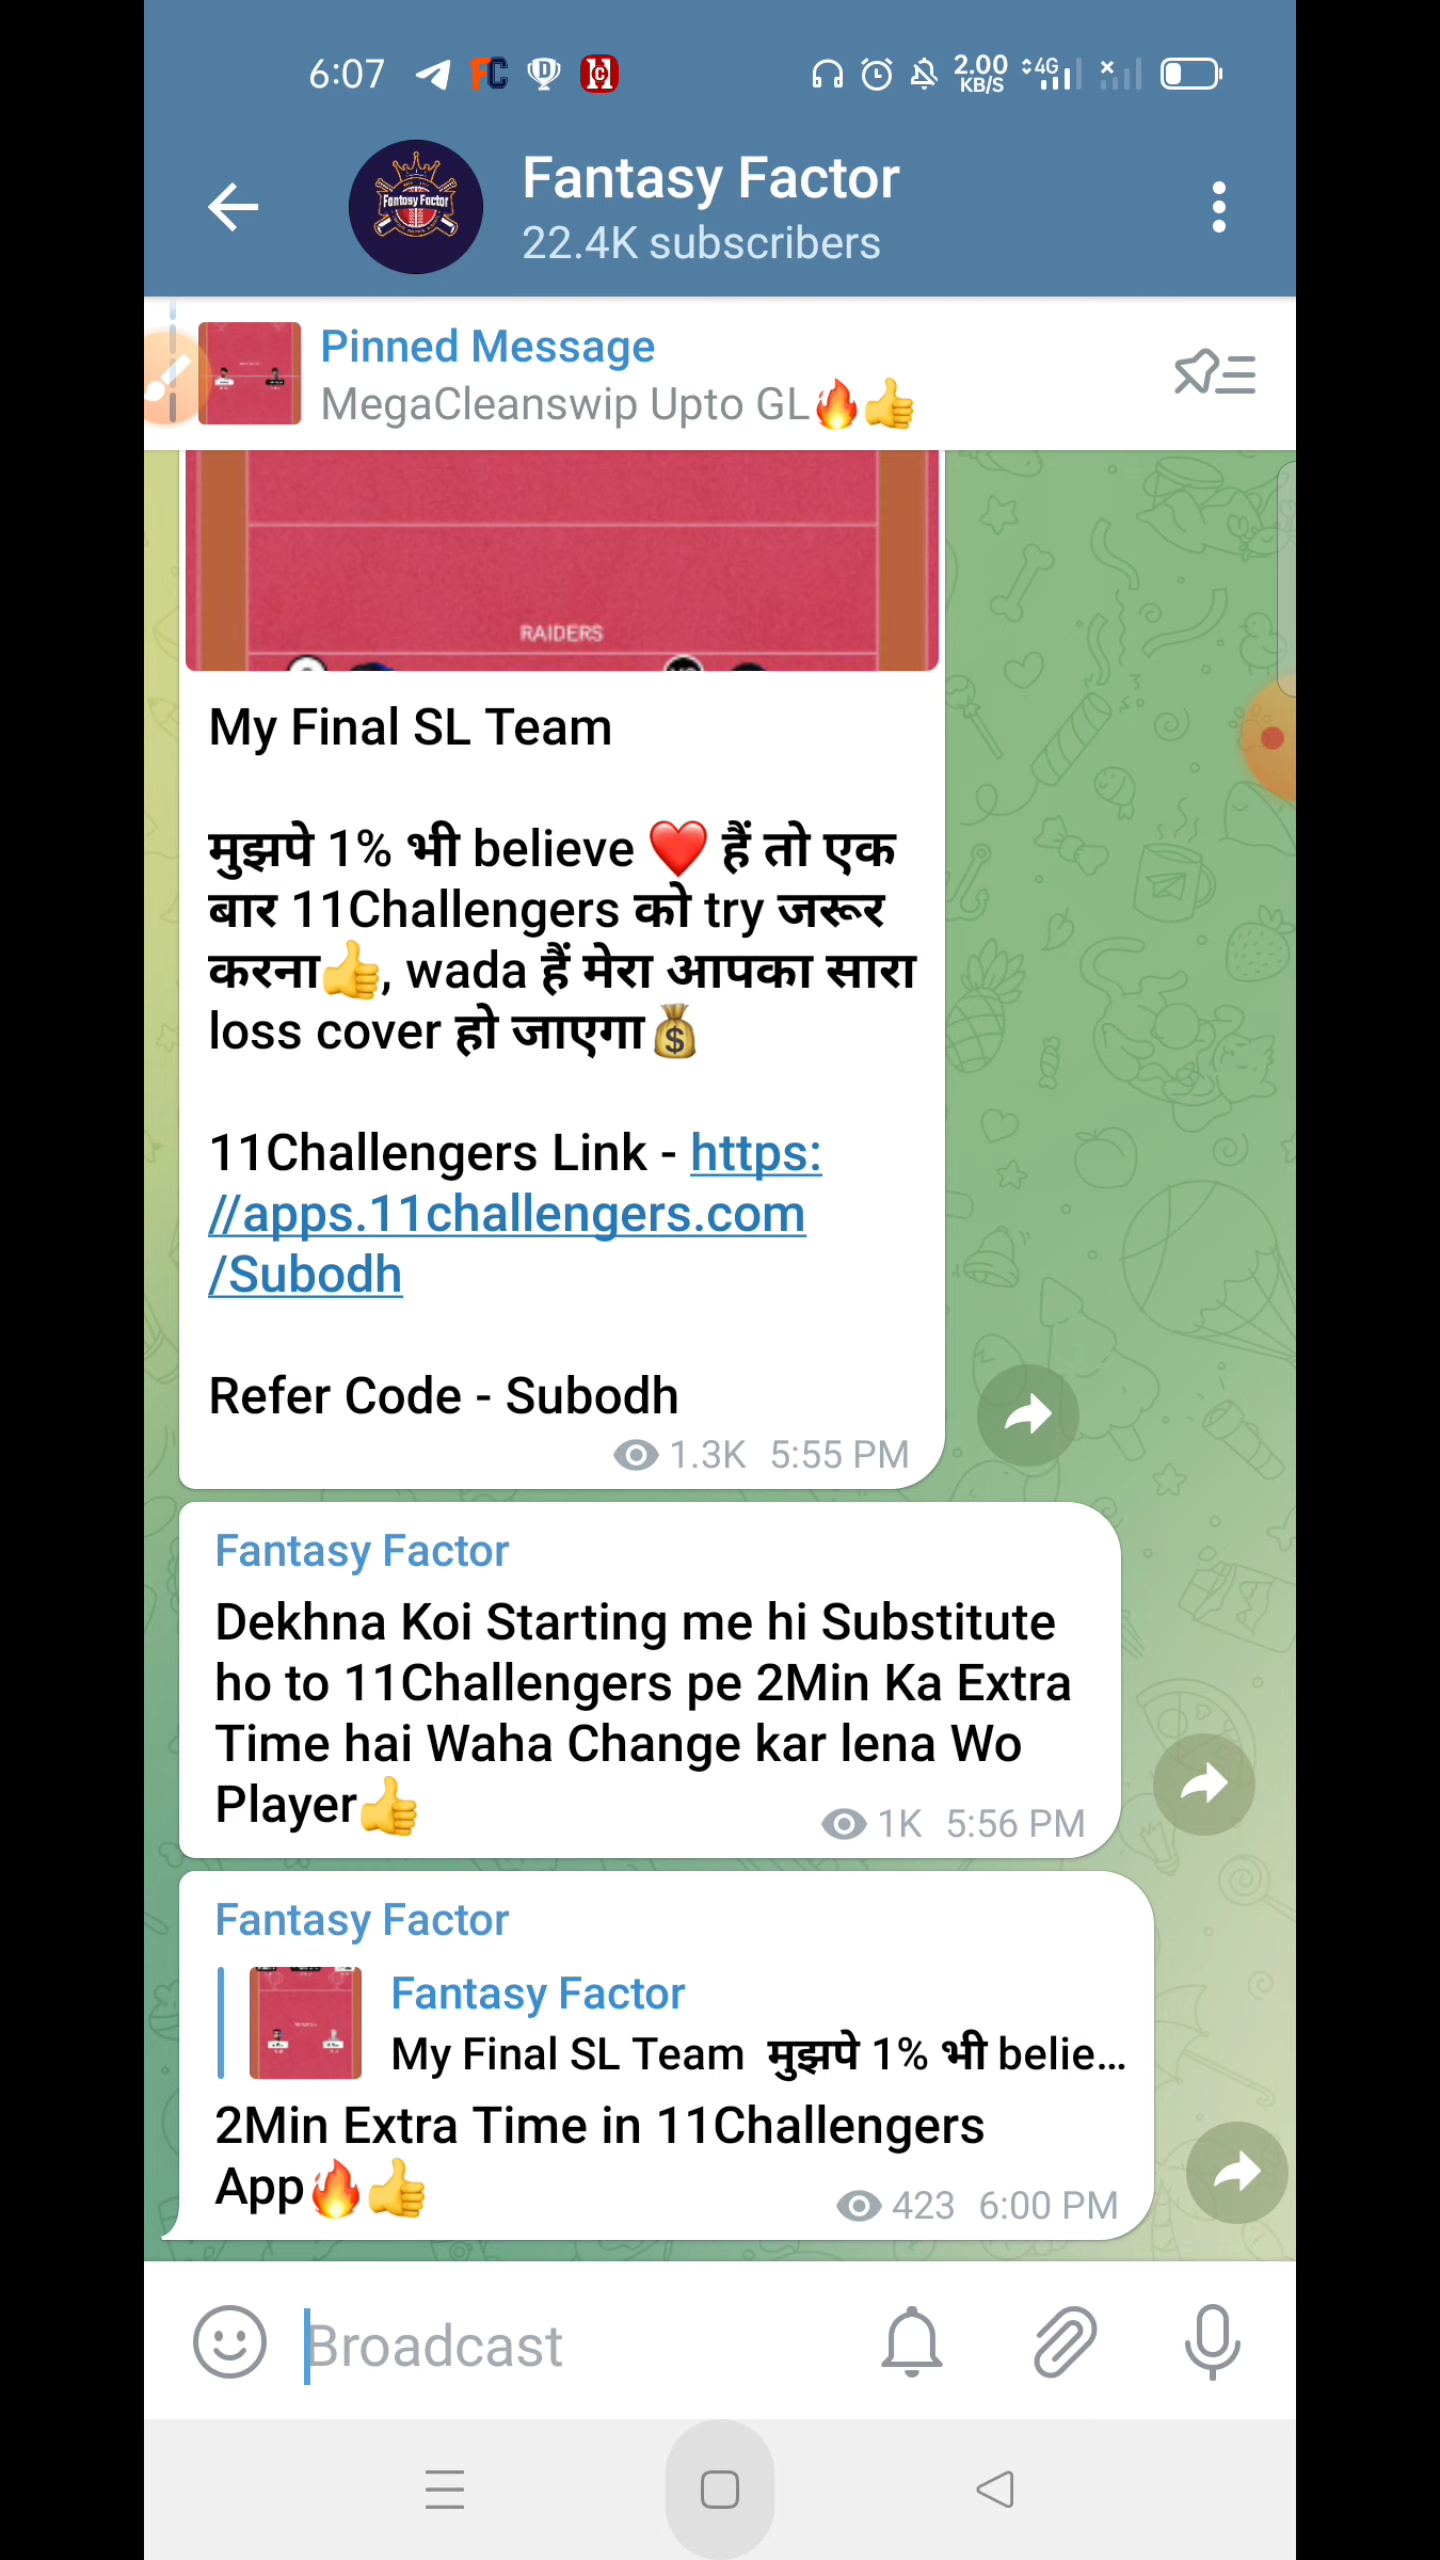 6:07
2.00
KB/S
4G
Fantasy Factor
Fantasy Factor
22.4K subscribers
Pinned Message
MegaCleanswip Upto GL🔥👍
RAIDERS
My Final SL Team
मुझपे 1% भी believe ❤️ हैं तो एक
बार 11Challengers को try जरूर
करना👍, wada हैं मेरा आपका सारा
loss cover हो जाएगा💰
11Challengers Link - https:
//apps.11challengers.com
/Subodh
Refer Code - Subodh
1.3K 5:55 PM
Fantasy Factor
Dekhna Koi Starting me hi Substitute
ho to 11Challengers pe 2Min Ka Extra
Time hai Waha Change kar lena Wo
Player👍
1K 5:56 PM
Fantasy Factor
Fantasy Factor
My Final SL Team मुझपे 1% भी belie...
2Min Extra Time in 11Challengers
App🔥👍
423 6:00 PM
Broadcast